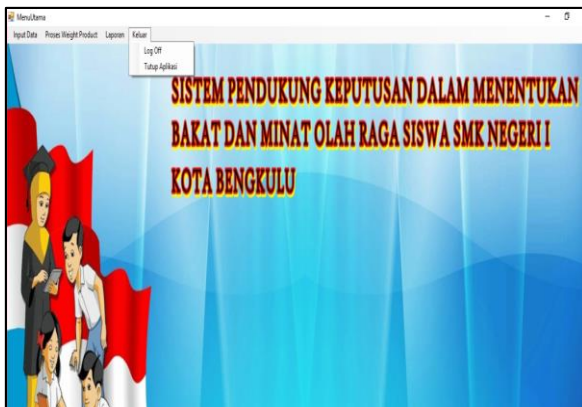 MenuUtama
Input Data Proses Weight Product Laporan Keluar
Log Off
Tutup Aplikasi
SISTEM PENDUKUNG KEPUTUSAN DALAM MENENTUKAN
BAKAT DAN MINAT OLAH RAGA SISWA SMK NEGERI I
KOTA BENGKULU